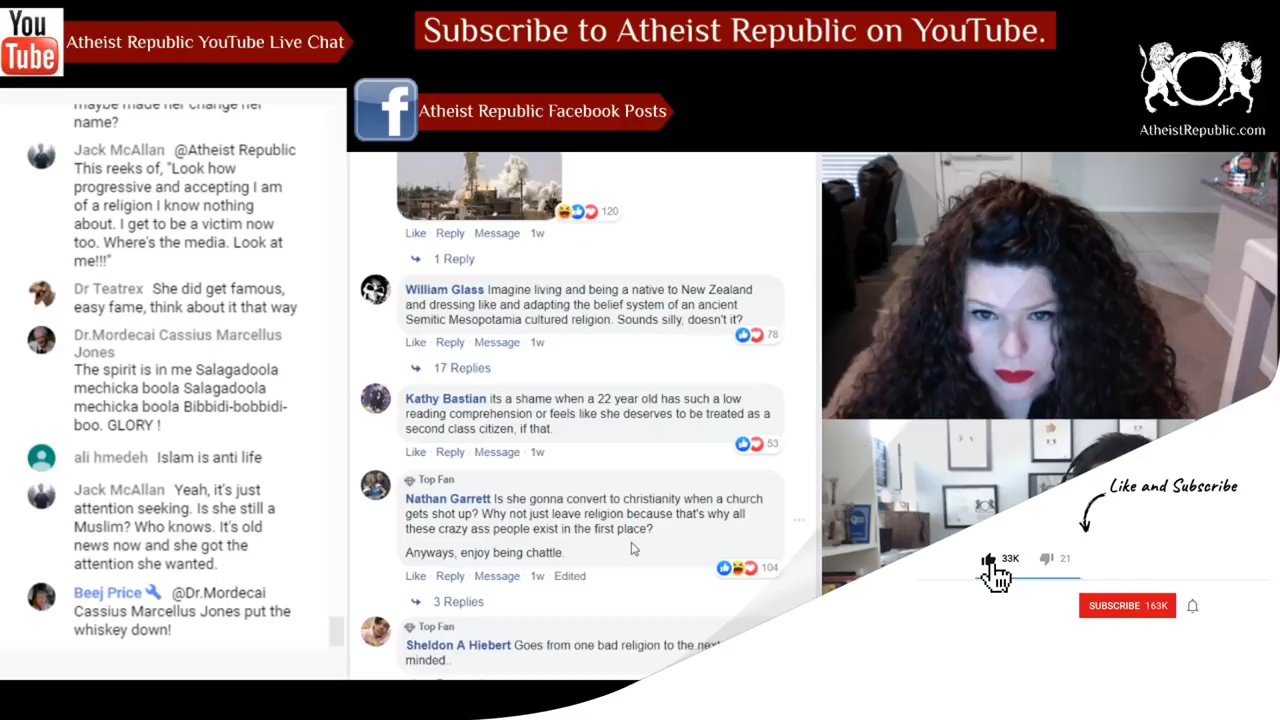 You
Tube
Atheist Republic YouTube Live Chat
Subscribe to Atheist Republic on YouTube.
AtheistRepublic.com
Atheist Republic Facebook Posts
maybe made her change her
name?
Jack McAllan @Atheist Republic
This reeks of, "Look how
progressive and accepting I am
of a religion I know nothing
about. I get to be a victim now
too. Where's the media. Look at
me!!!"
Dr Teatrex She did get famous,
easy fame, think about it that way
Dr.Mordecai Cassius Marcellus
Jones
The spirit is in me Salagadoola
mechicka boola Salagadoola
mechicka boola Bibbidi-bobbidi-
boo. GLORY !
ali hmedeh Islam is anti life
Jack McAllan Yeah, it's just
attention seeking. Is she still a
Muslim? Who knows. It's old
news now and she got the
attention she wanted.
Beej Price @Dr.Mordecai
Cassius Marcellus Jones put the
whiskey down!
120
Like Reply Message 1w
1 Reply
William Glass Imagine living and being a native to New Zealand
and dressing like and adapting the belief system of an ancient
Semitic Mesopotamia cultured religion. Sounds silly, doesn't it?
78
Like Reply Message 1w
17 Replies
Kathy Bastian its a shame when a 22 year old has such a low
reading comprehension or feels like she deserves to be treated as a
second class citizen, if that.
53
Like Reply Message 1w
Top Fan
Nathan Garrett Is she gonna convert to christianity when a church
gets shot up? Why not just leave religion because that's why all
these crazy ass people exist in the first place?
Anyways, enjoy being chattle.
104
Like Reply Message 1w Edited
3 Replies
Top Fan
Sheldon A Hiebert Goes from one bad religion to the
minded..
Like and Subscribe
33K 21
SUBSCRIBE 163K